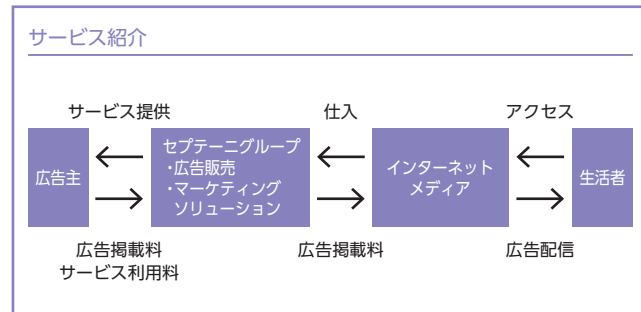 サービス紹介
サービス提供
仕入
アクセス
広告主
セプテーニグループ
・広告販売
・マーケティング
ソリューション
インターネット
メディア
生活者
広告掲載料
サービス利用料
広告掲載料
広告配信